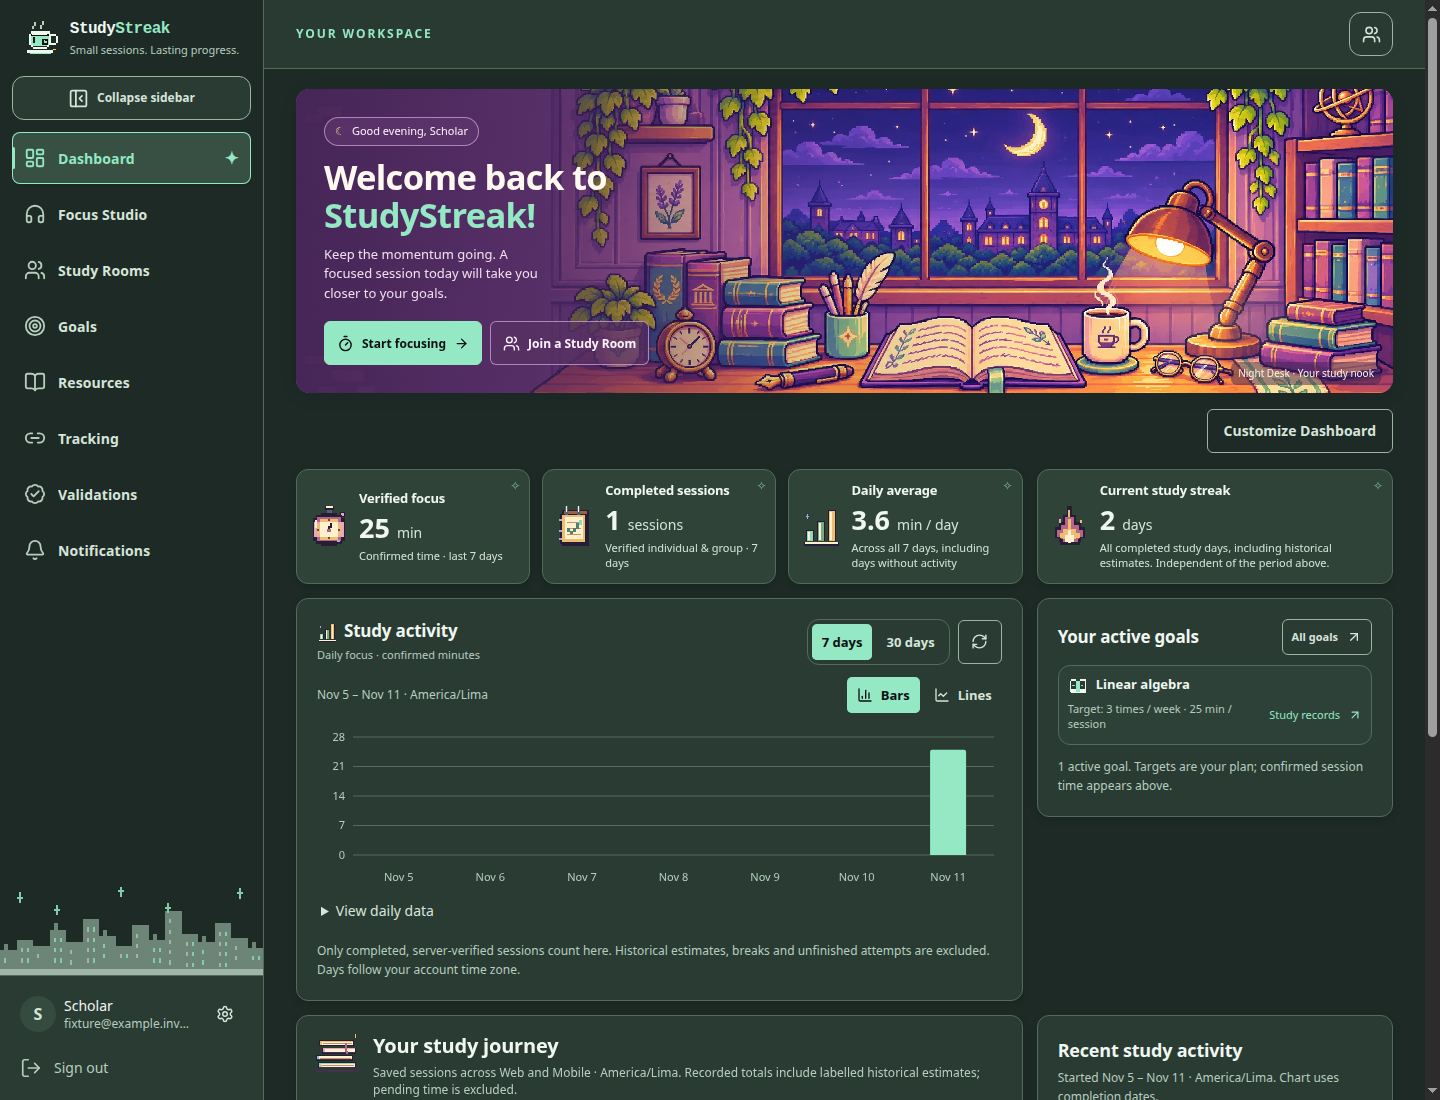 StudyStreak
Small sessions. Lasting progress.
Collapse sidebar
Dashboard
Focus Studio
Study Rooms
Goals
Resources
Tracking
Validations
Notifications
S
Scholar
fixture@example.inv...
Sign out
YOUR WORKSPACE
Good evening, Scholar
Welcome back to
StudyStreak!
Keep the momentum going. A
focused session today will take you
closer to your goals.
Start focusing
Join a Study Room
Night Desk · Your study nook
Customize Dashboard
Verified focus
25 min
Confirmed time · last 7 days
Completed sessions
1 sessions
Verified individual & group · 7
days
Daily average
3.6 min / day
Across all 7 days, including
days without activity
Current study streak
2 days
All completed study days, including historical
estimates. Independent of the period above.
Study activity
Daily focus · confirmed minutes
7 days
30 days
Nov 5 – Nov 11 · America/Lima
Bars
Lines
28
21
14
7
0
Nov 5
Nov 6
Nov 7
Nov 8
Nov 9
Nov 10
Nov 11
View daily data
Only completed, server-verified sessions count here. Historical estimates, breaks and unfinished attempts are excluded.
Days follow your account time zone.
Your active goals
All goals
Linear algebra
Target: 3 times / week · 25 min /
session
Study records
1 active goal. Targets are your plan; confirmed session
time appears above.
Your study journey
Saved sessions across Web and Mobile · America/Lima. Recorded totals include labelled historical estimates;
pending time is excluded.
Recent study activity
Started Nov 5 – Nov 11 · America/Lima. Chart uses
completion dates.